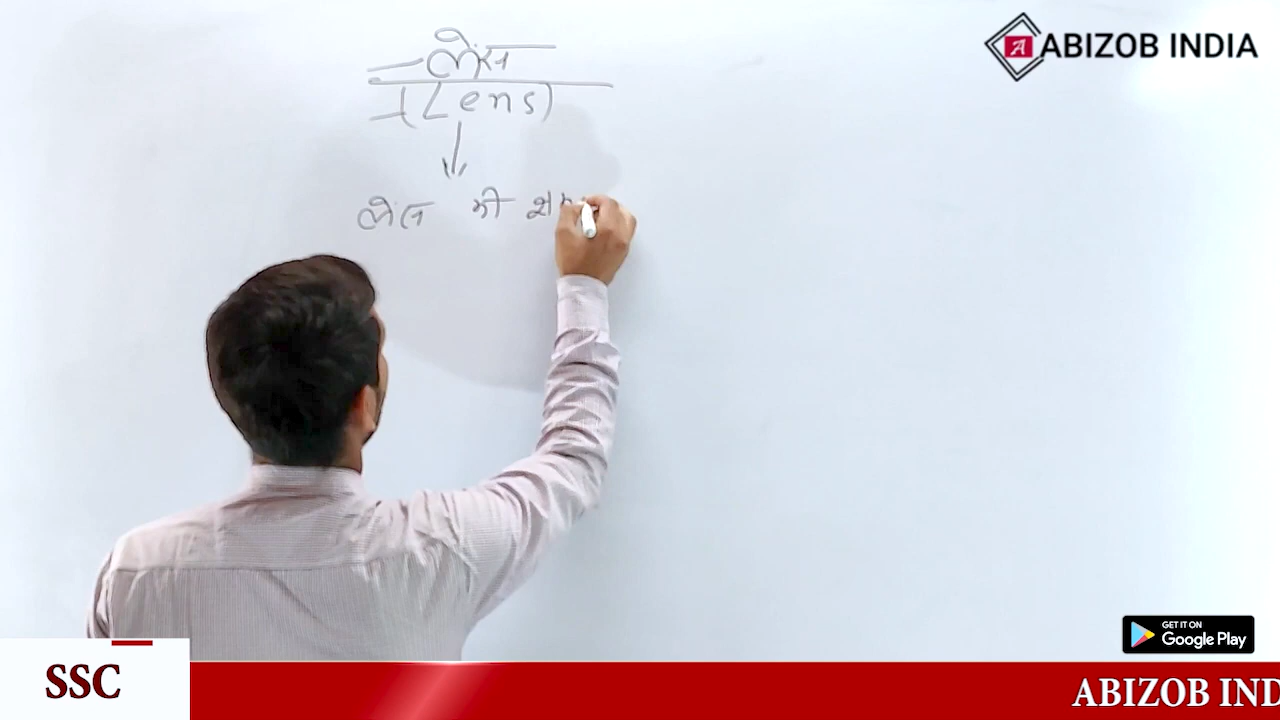 लेंस
(Lens)
लेंस की
ABIZOB INDIA
GET IT ON
Google Play
SSC
ABIZOB IND